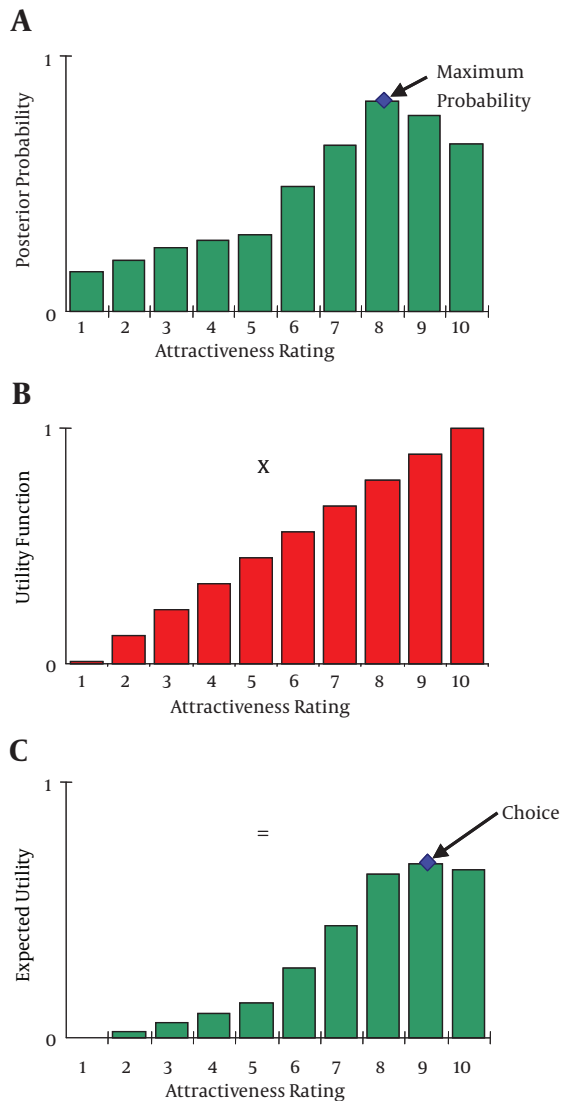 A
1
Maximum
Probability
Posterior Probability
0
1 2 3 4 5 6 7 8 9 10
Attractiveness Rating
B
1
X
Utility Function
0
1 2 3 4 5 6 7 8 9 10
Attractiveness Rating
C
1
Choice
=
Expected Utility
0
1 2 3 4 5 6 7 8 9 10
Attractiveness Rating